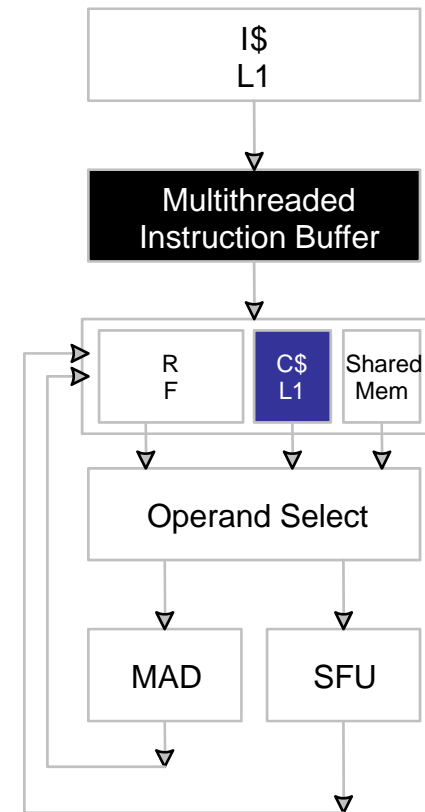 I$
L1
Multithreaded
Instruction Buffer
R
F
C$
L1
Shared
Mem
Operand Select
MAD
SFU